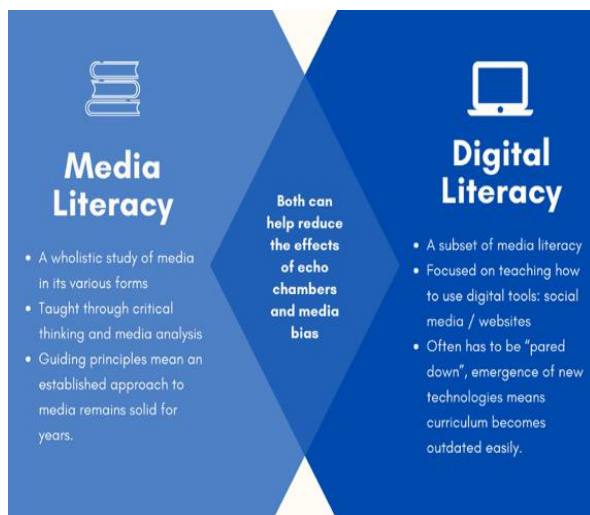 Media
Literacy
• A wholistic study of media
in its various forms
• Taught through critical
thinking and media analysis
• Guiding principles mean an
established approach to
media remains solid for
years.
Both can
help reduce
the effects
of echo
chambers
and media
bias
Digital
Literacy
• A subset of media literacy
• Focused on teaching how
to use digital tools: social
media / websites
• Often has to be “pared
down”, emergence of new
technologies means
curriculum becomes
outdated easily.